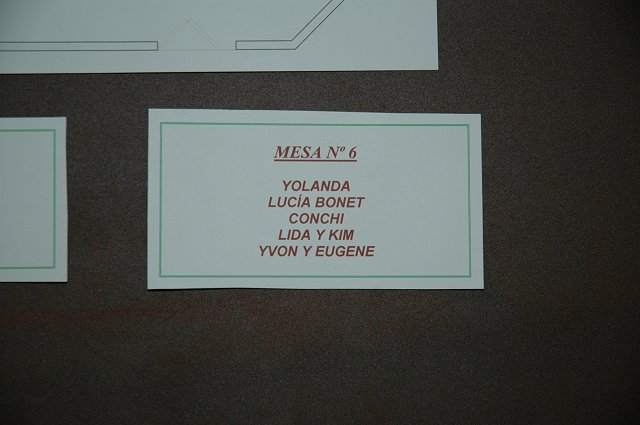 MESA Nº 6
YOLANDA
LUCÍA BONET
CONCHI
LIDA Y KIM
YVON Y EUGENE